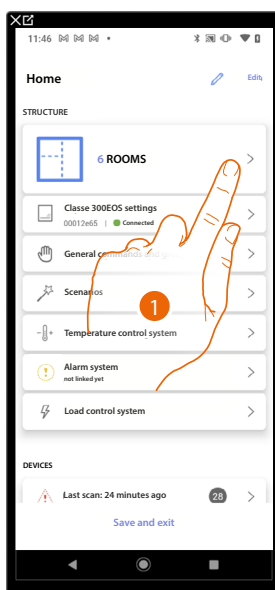 11:46
Home
Edit
STRUCTURE
6 ROOMS
Classe 300EOS settings
00012e65 | Connected
General commands and
Scenarios
1
Temperature control system
Alarm system
not linked yet
Load control system
DEVICES
Last scan: 24 minutes ago
28
Save and exit